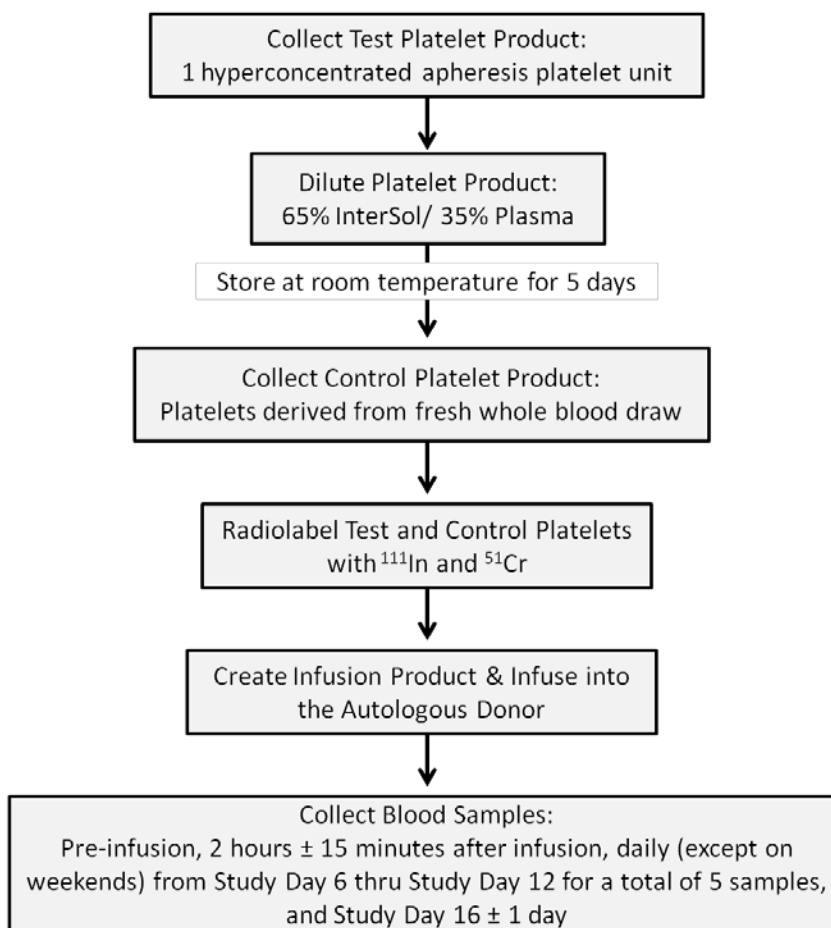 Collect Test Platelet Product:
1 hyperconcentrated apheresis platelet unit
Dilute Platelet Product:
65% InterSol/ 35% Plasma
Store at room temperature for 5 days
Collect Control Platelet Product:
Platelets derived from fresh whole blood draw
Radiolabel Test and Control Platelets
with ¹¹¹In and ⁵¹Cr
Create Infusion Product & Infuse into
the Autologous Donor
Collect Blood Samples:
Pre-infusion, 2 hours ± 15 minutes after infusion, daily (except on
weekends) from Study Day 6 thru Study Day 12 for a total of 5 samples,
and Study Day 16 ± 1 day